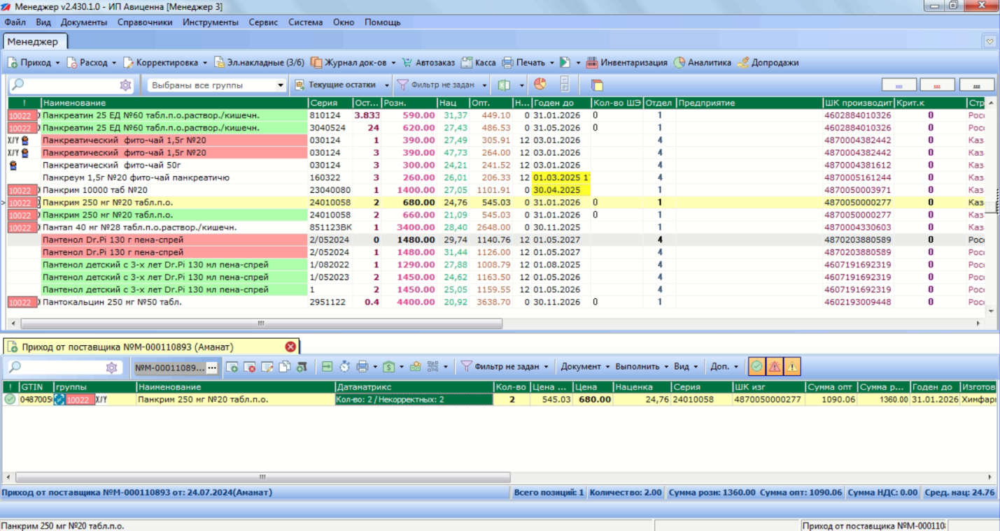 Менеджер v2.430.1.0 - ИП Авиценна [Менеджер 3]
Файл Вид Документы Справочники Инструменты Сервис Система Окно Помощь
Менеджер
Приход Расход Корректировка Эл.накладные (3/6) Журнал док-ов Автозаказ Касса Печать Инвентаризация Аналитика Допродажи
Выбраны все группы Текущие остатки Фильтр не задан ... ... ...
! Наименование Серия Ост... Розн. Нац Опт. Н... Годен до Кол-во ШЭ Отдел Предприятие ШК производит Крит.к Стр
10022 Панкреатин 25 ЕД №60 табл.п.о.раствор./кишечн. 810124 3.833 590.00 31,37 449.10 0 31.01.2026 0 1 4602884010326 0 Рос
10022 Панкреатин 25 ЕД №60 табл.п.о.раствор./кишечн. 3040524 24 620.00 27,43 486.53 0 31.05.2026 0 1 4602884010326 0 Рос
X/Y Панкреатический фито-чай 1,5г №20 030124 1 390.00 27,49 305.91 12 03.01.2026 4 4870004382442 0 Каз
X/Y Панкреатический фито-чай 1,5г №20 030124 3 390.00 47,73 264.00 12 03.01.2026 4 4870004382442 0 Каз
Панкреатический фито-чай 50г 030124 3 300.00 24,21 241.52 12 03.01.2026 4 4870004381612 0 Каз
Панкреум 1,5г №20 фито-чай панкреатичю 160322 3 260.00 26,01 206.33 12 01.03.2025 1 4 4870005161244 0 Каз
10022 Панкрим 10000 таб №20 23040080 1 1400.00 27,05 1101.91 0 30.04.2025 1 4870050003971 0 Каз
> 10022 Панкрим 250 мг №20 табл.п.о. 24010058 2 680.00 24,76 545.03 0 31.01.2026 0 1 4870050000277 0 Каз
10022 Панкрим 250 мг №20 табл.п.о. 24010058 2 660.00 21,09 545.03 0 31.01.2026 0 1 4870050000277 0 Каз
10022 Пантап 40 мг №28 табл.п.о.раствор./кишечн. 851123ВК 1 3400.00 28,40 2648.00 0 30.11.2025 1 4870004330603 0 Каз
Пантенол Dr.Pi 130 г пена-спрей 2/052024 0 1480.00 29,74 1140.76 12 01.05.2027 4 4870203880589 0 Рос
Пантенол Dr.Pi 130 г пена-спрей 2/052024 1 1480.00 31,44 1126.00 12 01.05.2027 4 4870203880589 0 Рос
Пантенол детский с 3-х лет Dr.Pi 130 мл пена-спрей 1/082022 1 1290.00 27,88 1008.79 12 01.08.2025 4 4607191692319 0 Рос
Пантенол детский с 3-х лет Dr.Pi 130 мл пена-спрей 1/052023 2 1450.00 24,62 1163.50 12 01.05.2026 4 4607191692319 0 Рос
Пантенол детский с 3-х лет Dr.Pi 130 мл пена-спрей 1 2 1450.00 25,05 1159.55 12 01.05.2026 4 4607191692319 0 Рос
10022 Пантокальцин 250 мг №50 табл. 2951122 0.4 4400.00 20,92 3638.70 0 30.11.2026 0 1 4602193009448 0 Рос
Приход от поставщика №М-000110893 (Аманат)
№М-00011089... ... Фильтр не задан Документ Выполнить Вид Доп.
! GTIN группы Наименование Датаматрикс Кол-во Цена ... Цена Наценка Серия ШК изг Сумма опт Сумма р... Годен до Изготов
0487005 10022 X/Y Панкрим 250 мг №20 табл.п.о. Кол-во: 2 / Некорректных: 2 2 545.03 680.00 24,76 24010058 4870050000277 1090.06 1360.00 31.01.2026 Химфар
Приход от поставщика №М-000110893 от: 24.07.2024(Аманат) Всего позиций: 1 Количество: 2.00 Сумма розн: 1360.00 Сумма опт: 1090.06 Сумма НДС: 0.00 Сред. нац: 24.76
Панкрим 250 мг №20 табл.п.о. Приход от поставщика №М-000110